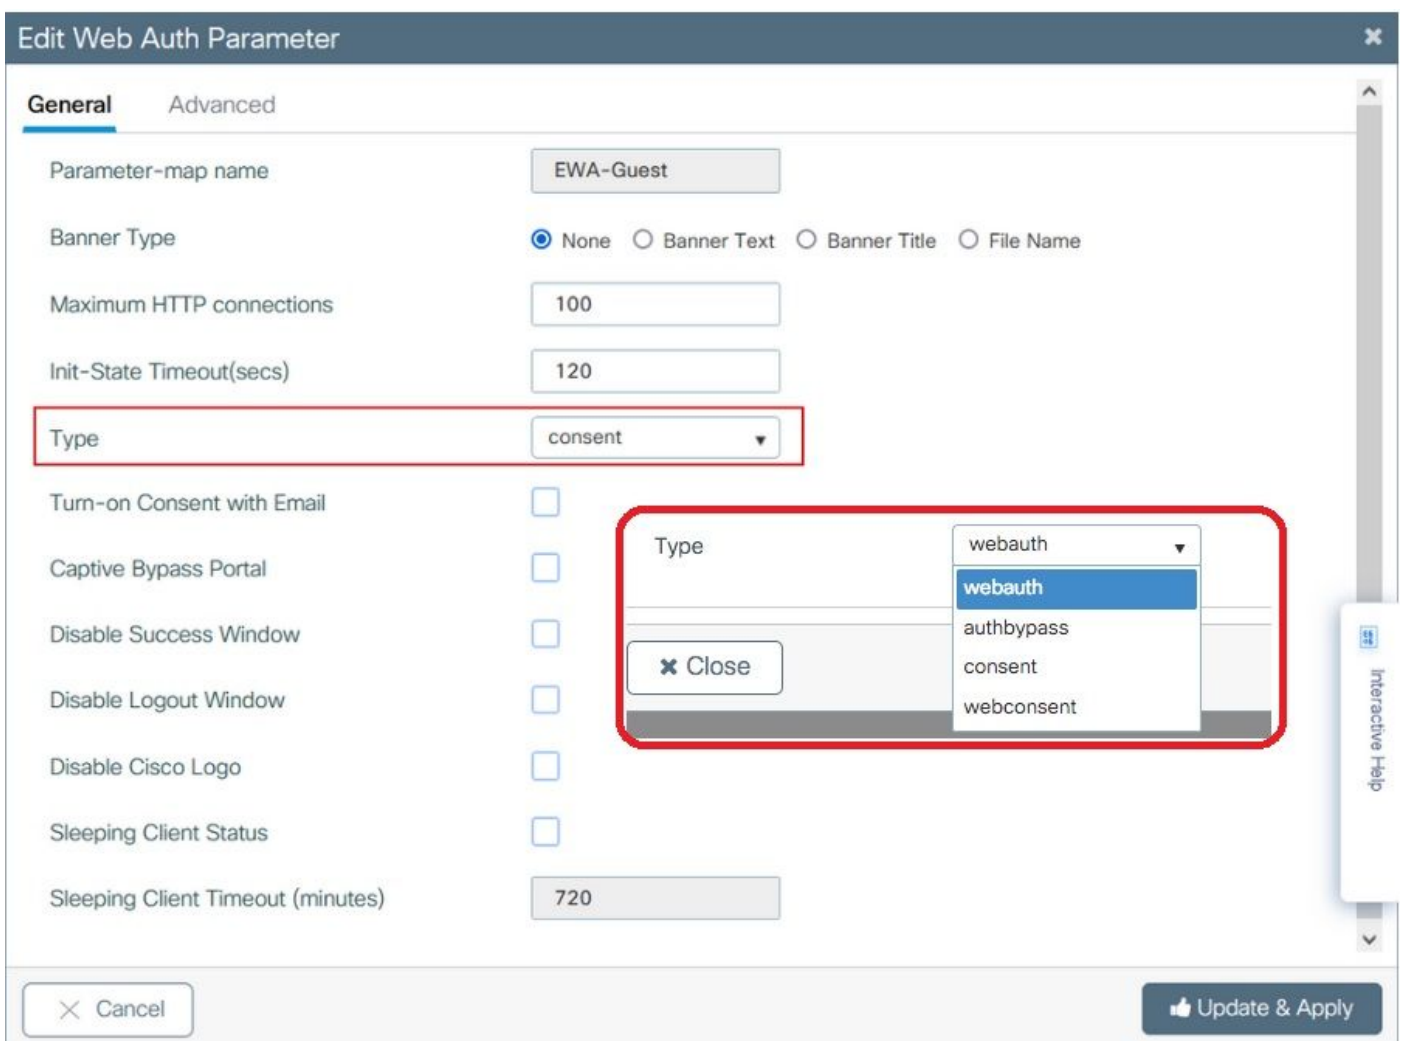 Edit Web Auth Parameter
General Advanced
Parameter-map name EWA-Guest
Banner Type None Banner Text Banner Title File Name
Maximum HTTP connections 100
Init-State Timeout(secs) 120
Type consent
Turn-on Consent with Email
Captive Bypass Portal
Disable Success Window
Disable Logout Window
Disable Cisco Logo
Sleeping Client Status
Sleeping Client Timeout (minutes) 720
Type webauth
webauth
authbypass
consent
webconsent
Close
Interactive Help
Cancel Update & Apply